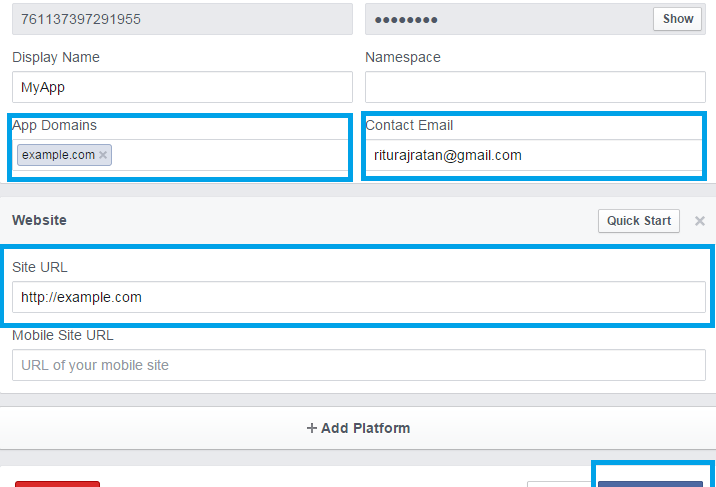 761137397291955
●●●●●●●● Show
Display Name Namespace
MyApp
App Domains Contact Email
example.com × riturajratan@gmail.com
Website Quick Start ×
Site URL
http://example.com
Mobile Site URL
URL of your mobile site
+ Add Platform